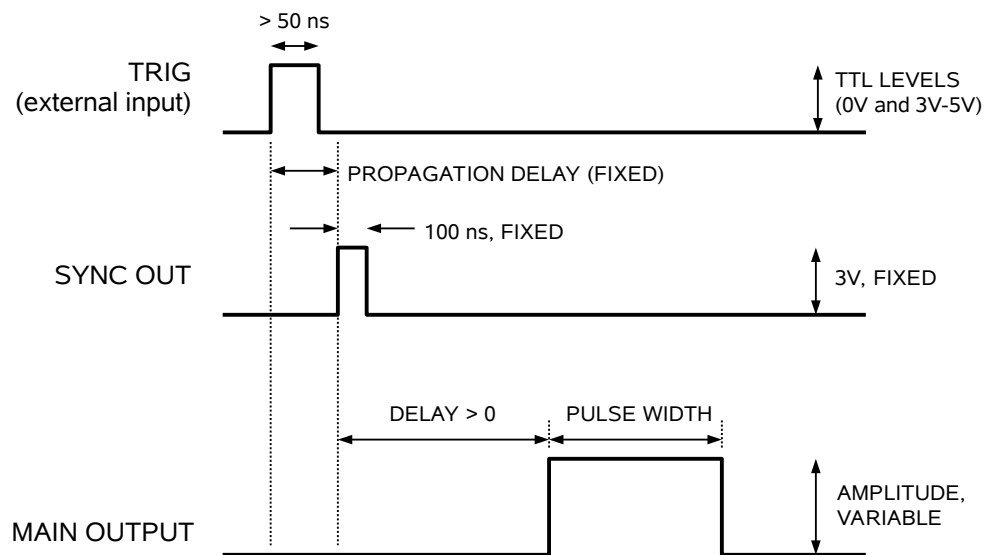 > 50 ns
TRIG
(external input)
TTL LEVELS
(0V and 3V-5V)
PROPAGATION DELAY (FIXED)
100 ns, FIXED
SYNC OUT
3V, FIXED
DELAY > 0
PULSE WIDTH
AMPLITUDE,
VARIABLE
MAIN OUTPUT